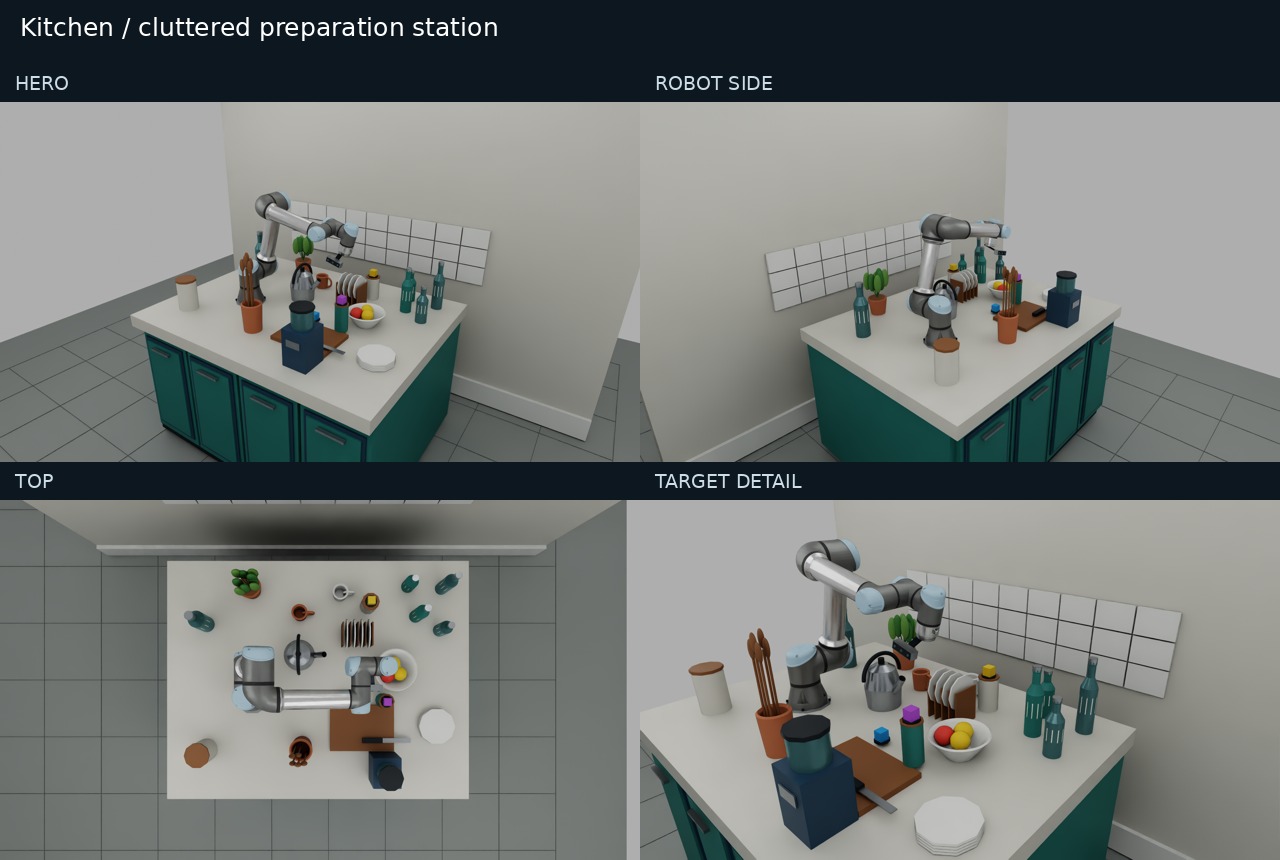 Kitchen / cluttered preparation station
HERO
ROBOT SIDE
TOP
TARGET DETAIL